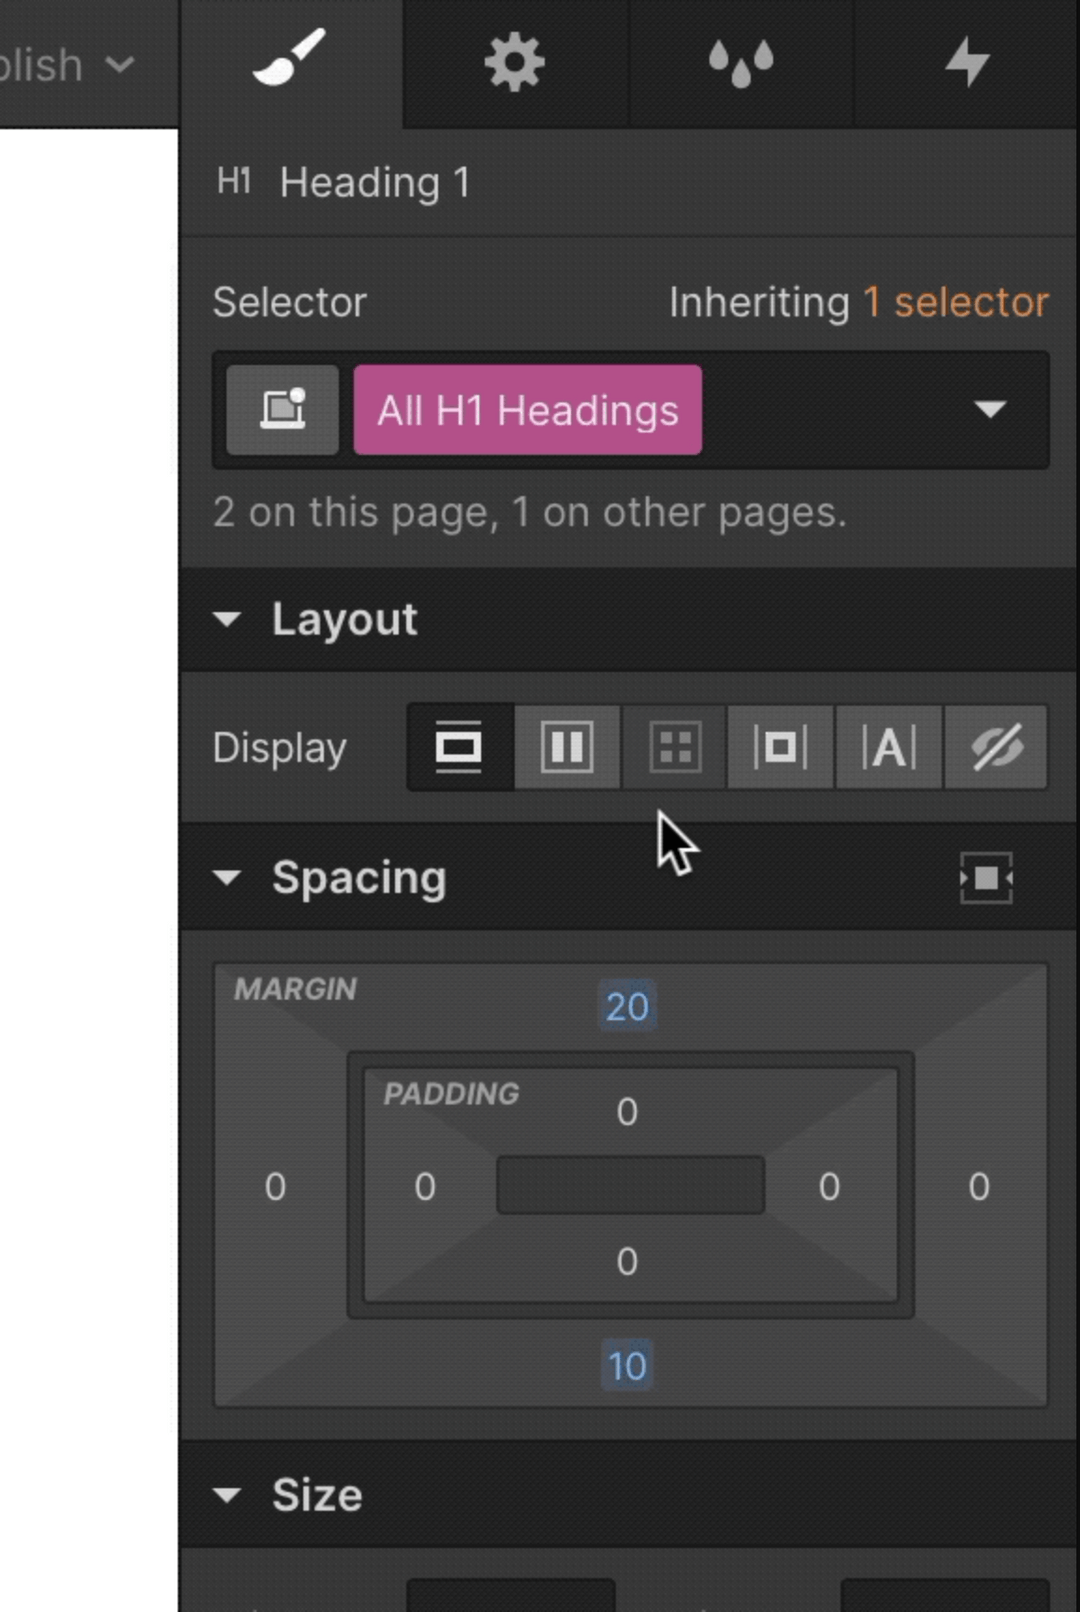 plish
H1 Heading 1
Selector Inheriting 1 selector
All H1 Headings
2 on this page, 1 on other pages.
Layout
Display
A
Spacing
MARGIN
20
PADDING
0
0 0 0 0
0
10
Size